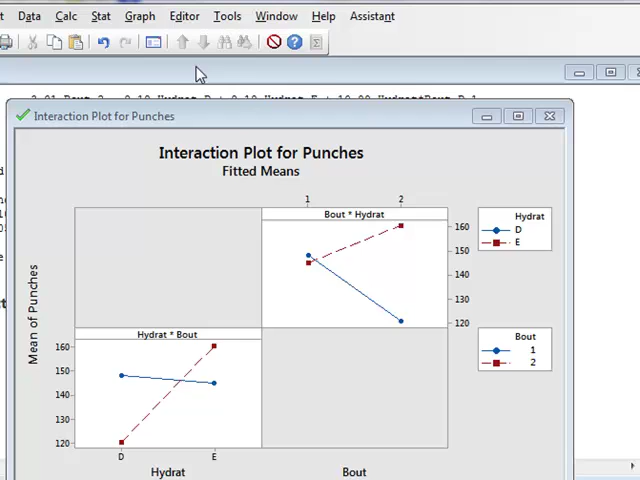 Data Calc Stat Graph Editor Tools Window Help Assistant
Interaction Plot for Punches
Interaction Plot for Punches
Fitted Means
1 2
Bout * Hydrat
160
150
140
130
120
Hydrat
D
E
Mean of Punches
Hydrat * Bout
160
150
140
130
120
Bout
1
2
D E
Hydrat Bout